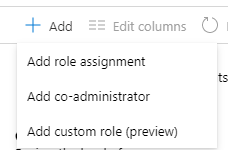 + Add Edit columns
Add role assignment
Add co-administrator
Add custom role (preview)